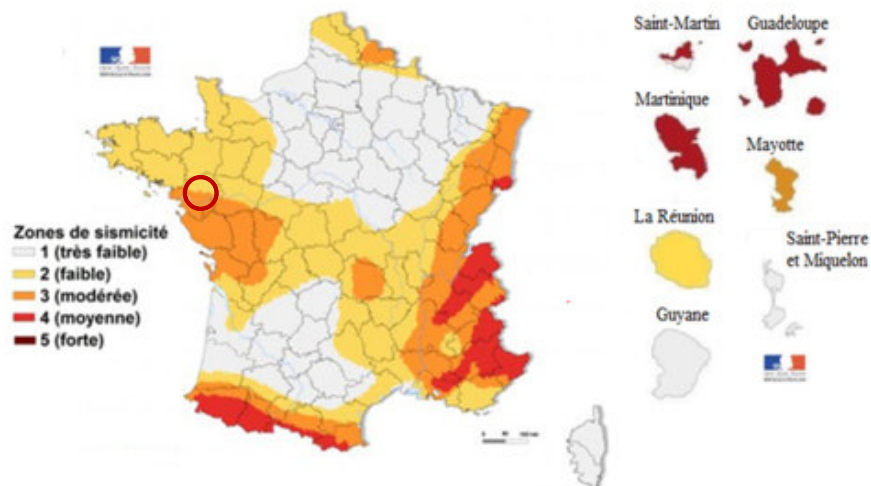 Saint-Martin
Guadeloupe
Martinique
Mayotte
La Réunion
Saint-Pierre
et Miquelon
Guyane
Zones de sismicité
1 (très faible)
2 (faible)
3 (modérée)
4 (moyenne)
5 (forte)